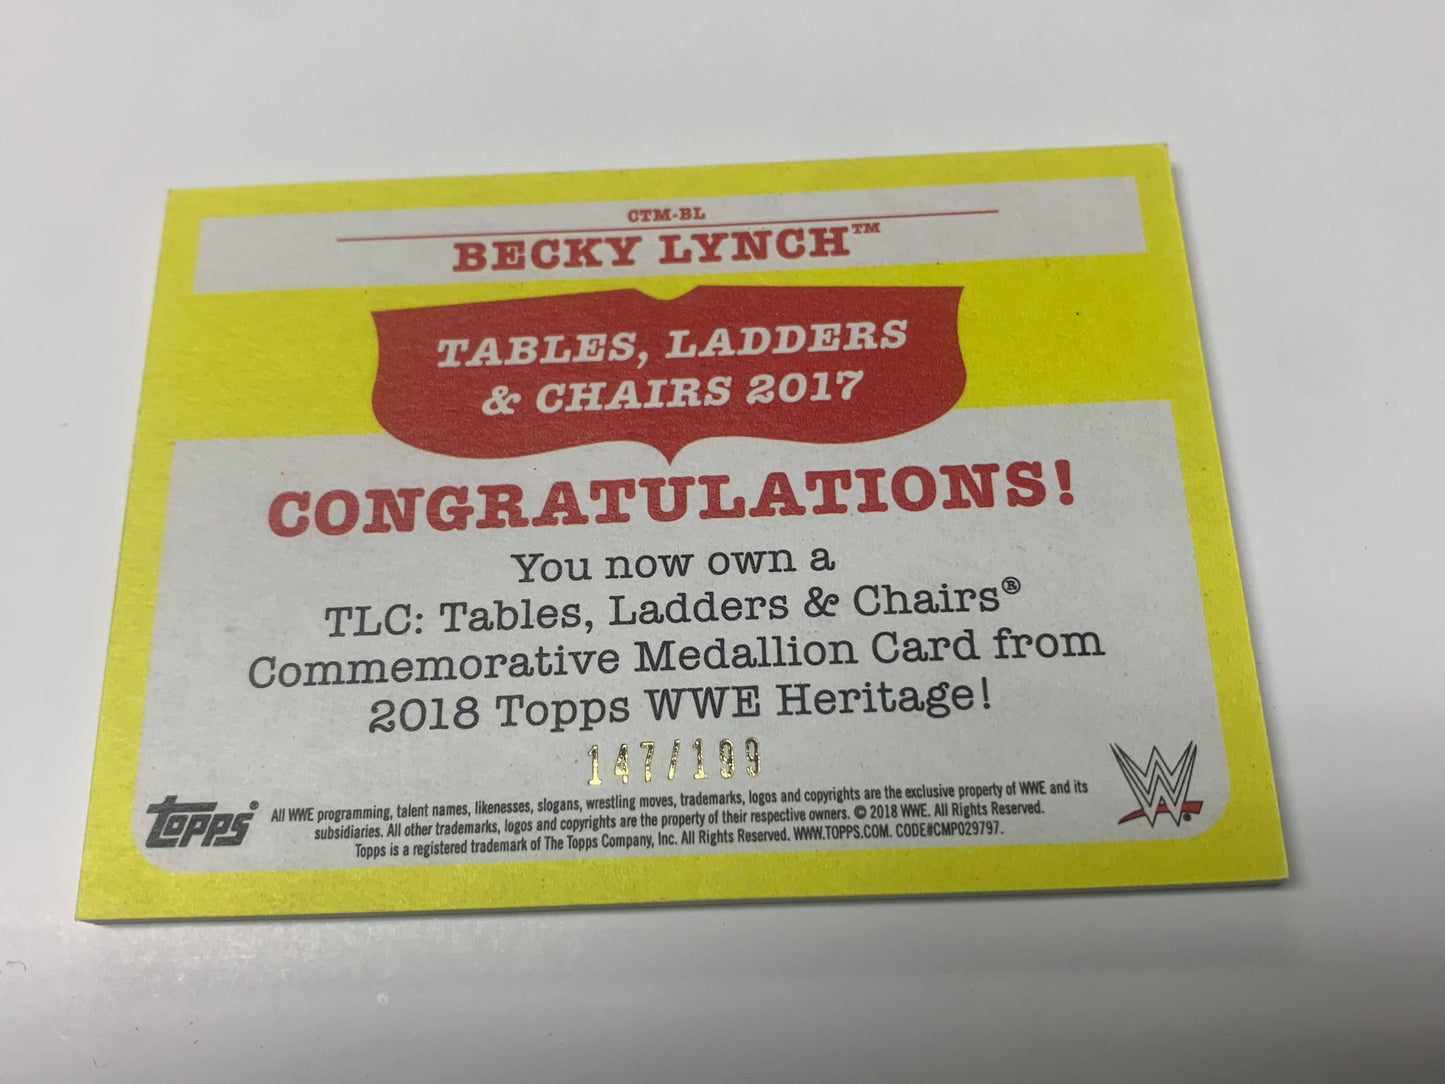 CTM-BL
BECKY LYNCH™
TABLES, LADDERS
& CHAIRS 2017
CONGRATULATIONS!
You now own a
TLC: Tables, Ladders & Chairs®
Commemorative Medallion Card from
2018 Topps WWE Heritage!
147/199
topps®
All WWE programming, talent names, likenesses, slogans, wrestling moves, trademarks, logos and copyrights are the exclusive property of WWE and its
subsidiaries. All other trademarks, logos and copyrights are the property of their respective owners. © 2018 WWE. All Rights Reserved.
Topps is a registered trademark of The Topps Company, Inc. All Rights Reserved. WWW.TOPPS.COM. CODE#CMP029797.
W®